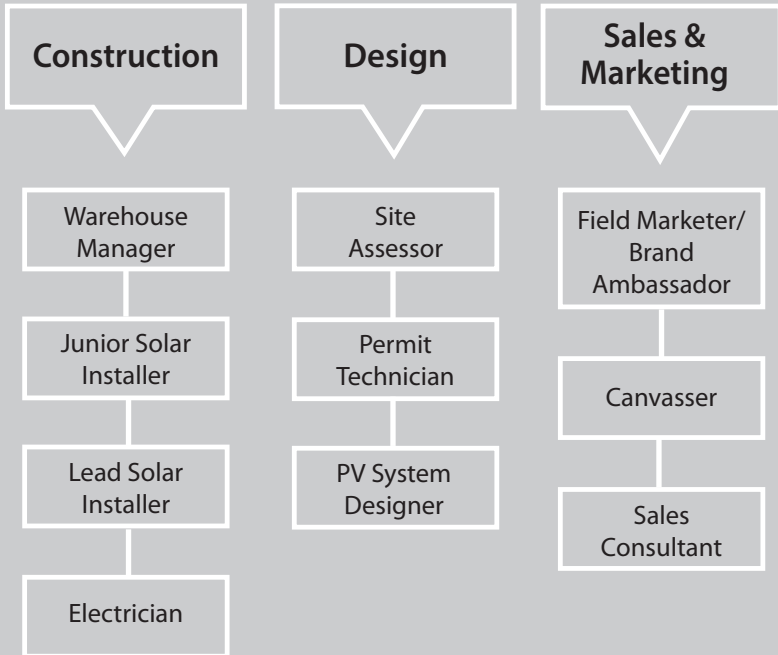 Construction
Warehouse
Manager
Junior Solar
Installer
Lead Solar
Installer
Electrician
Design
Site
Assessor
Permit
Technician
PV System
Designer
Sales &
Marketing
Field Marketer/
Brand
Ambassador
Canvasser
Sales
Consultant